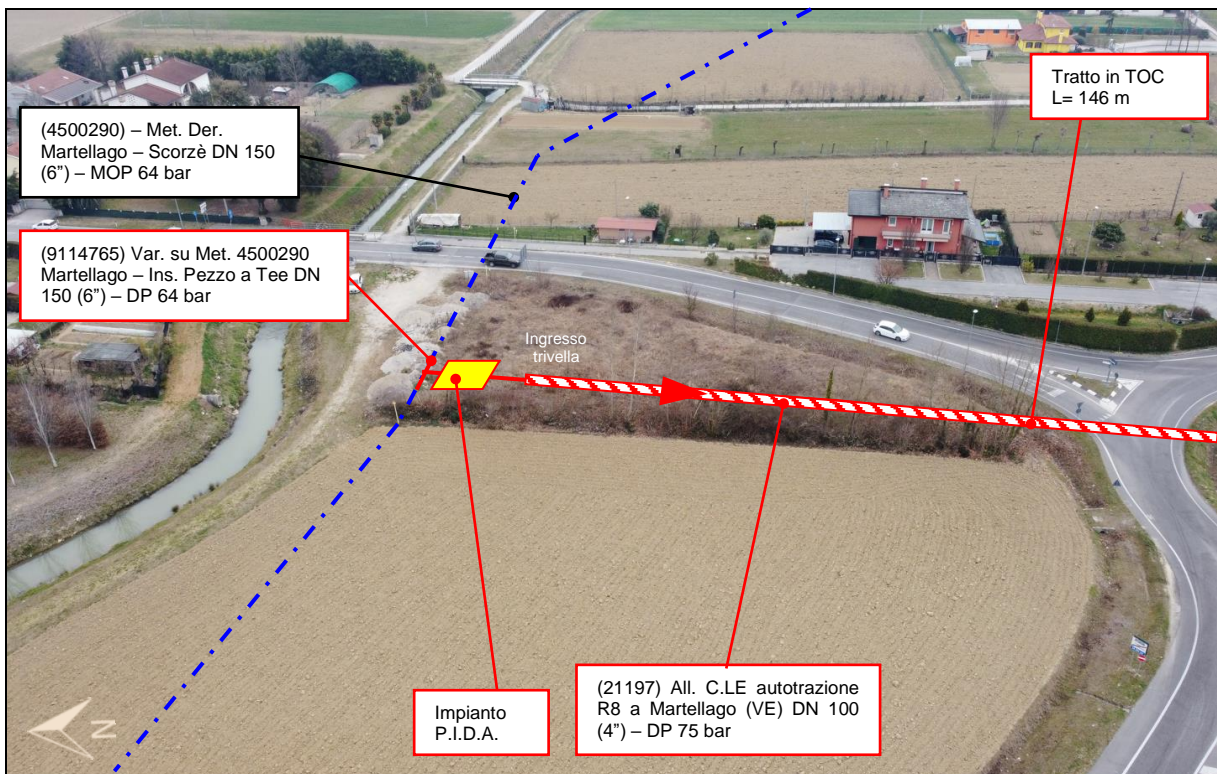 Tratto in TOC
L= 146 m
(4500290) – Met. Der.
Martellago – Scorzè DN 150
(6”) – MOP 64 bar
(9114765) Var. su Met. 4500290
Martellago – Ins. Pezzo a Tee DN
150 (6”) – DP 64 bar
Ingresso
trivella
Impianto
P.I.D.A.
(21197) All. C.LE autotrazione
R8 a Martellago (VE) DN 100
(4”) – DP 75 bar
N